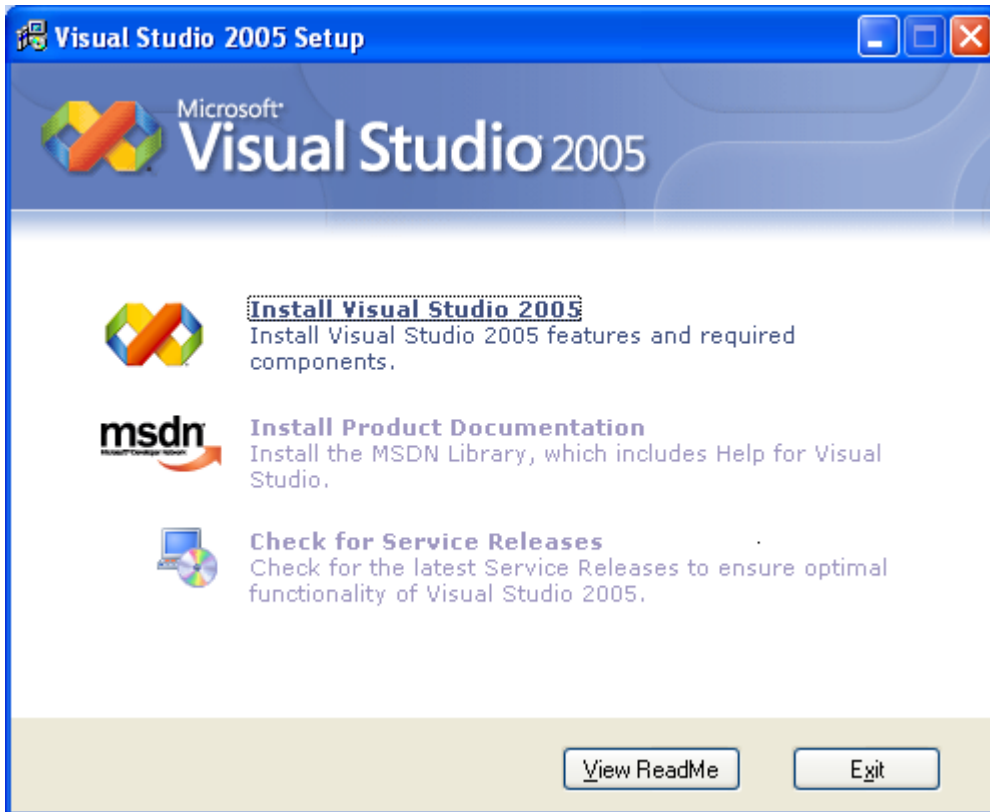 Visual Studio 2005 Setup
Microsoft
Visual Studio 2005
Install Visual Studio 2005
Install Visual Studio 2005 features and required
components.
msdn
Install Product Documentation
Install the MSDN Library, which includes Help for Visual
Studio.
Check for Service Releases
Check for the latest Service Releases to ensure optimal
functionality of Visual Studio 2005.
View ReadMe
Exit